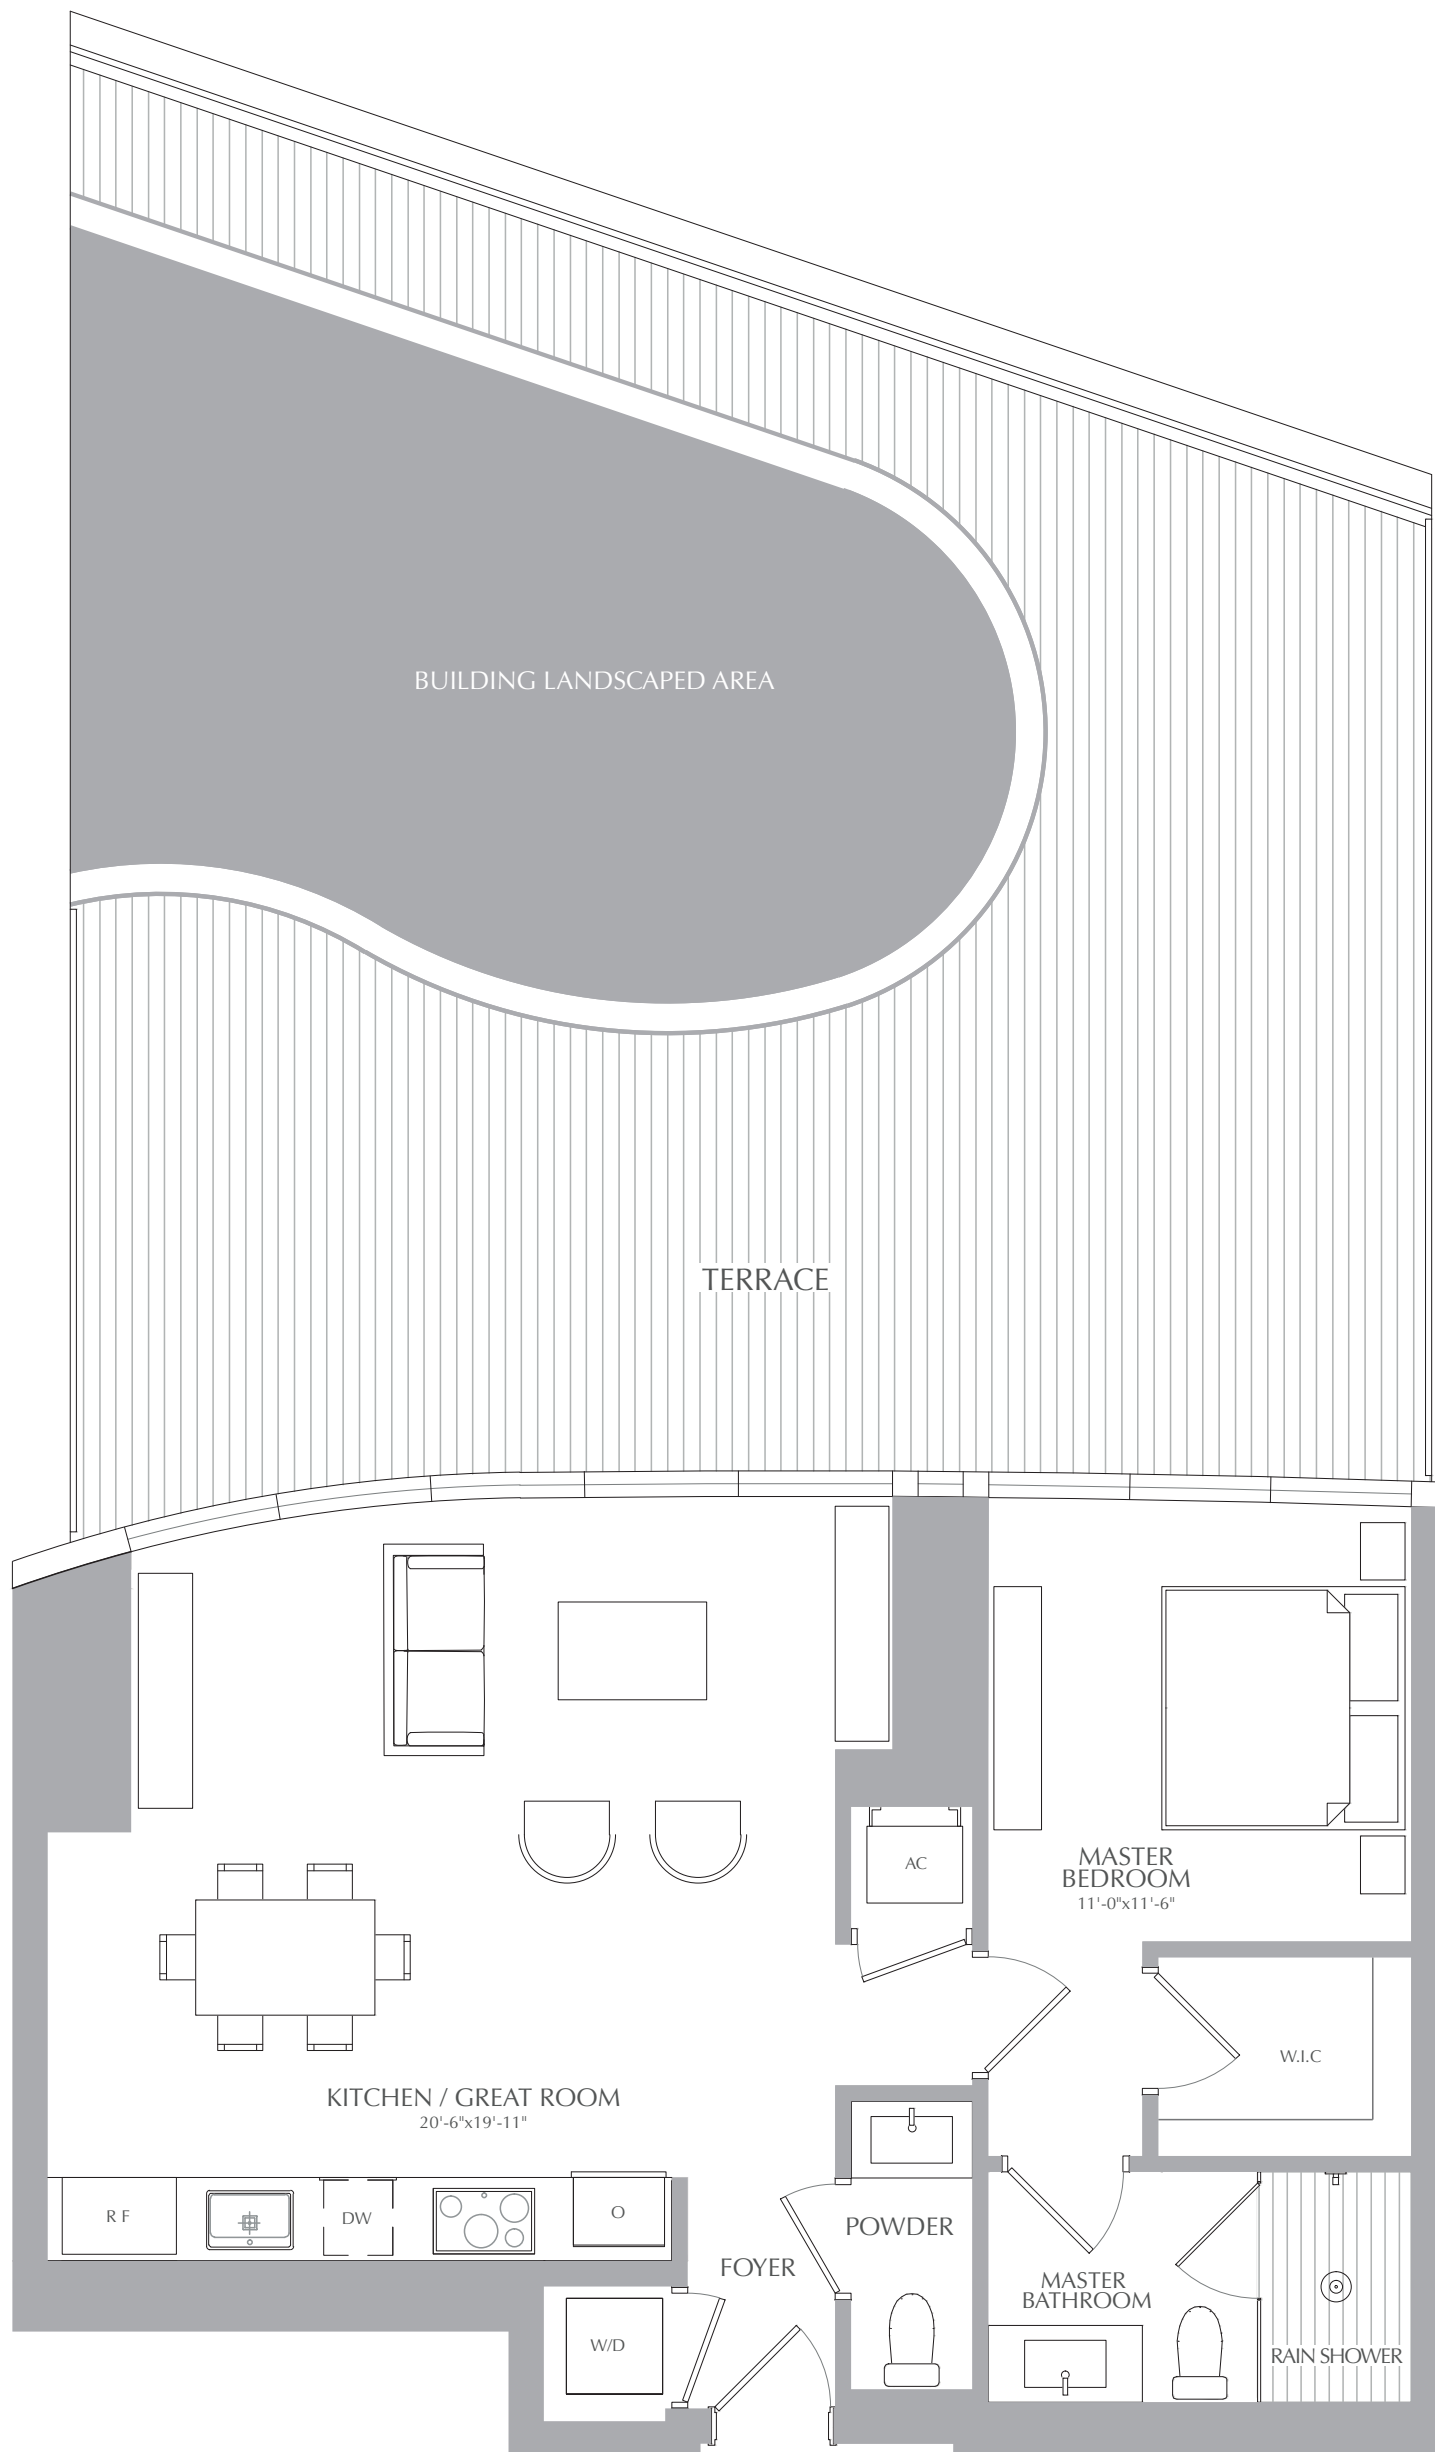 BUILDING LANDSCAPED AREA
TERRACE
AC
MASTER
BEDROOM
11'-0"x11'-6"
W.I.C
KITCHEN / GREAT ROOM
20'-6"x19'-11"
R F
DW
O
POWDER
FOYER
MASTER
BATHROOM
W/D
RAIN SHOWER